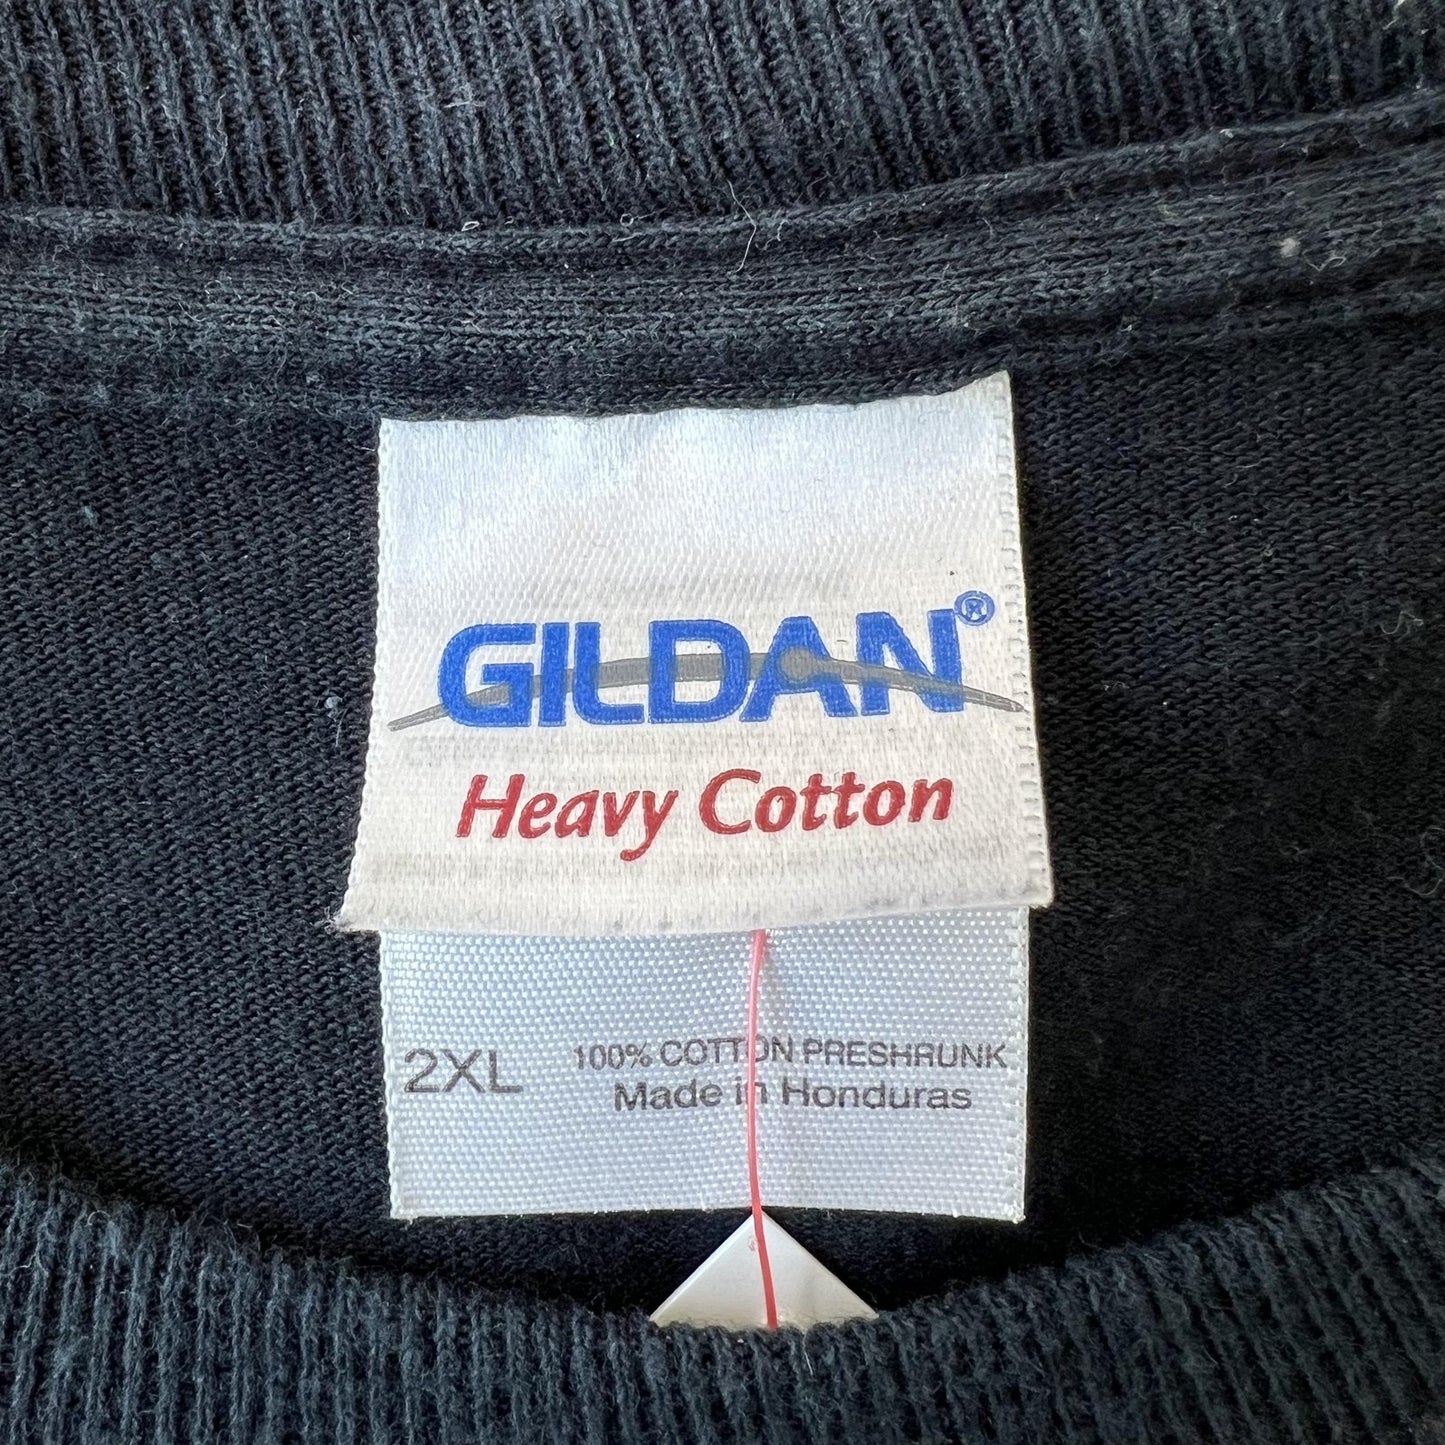 GILDAN®
Heavy Cotton
2XL 100% COTTON PRESHRUNK
Made in Honduras